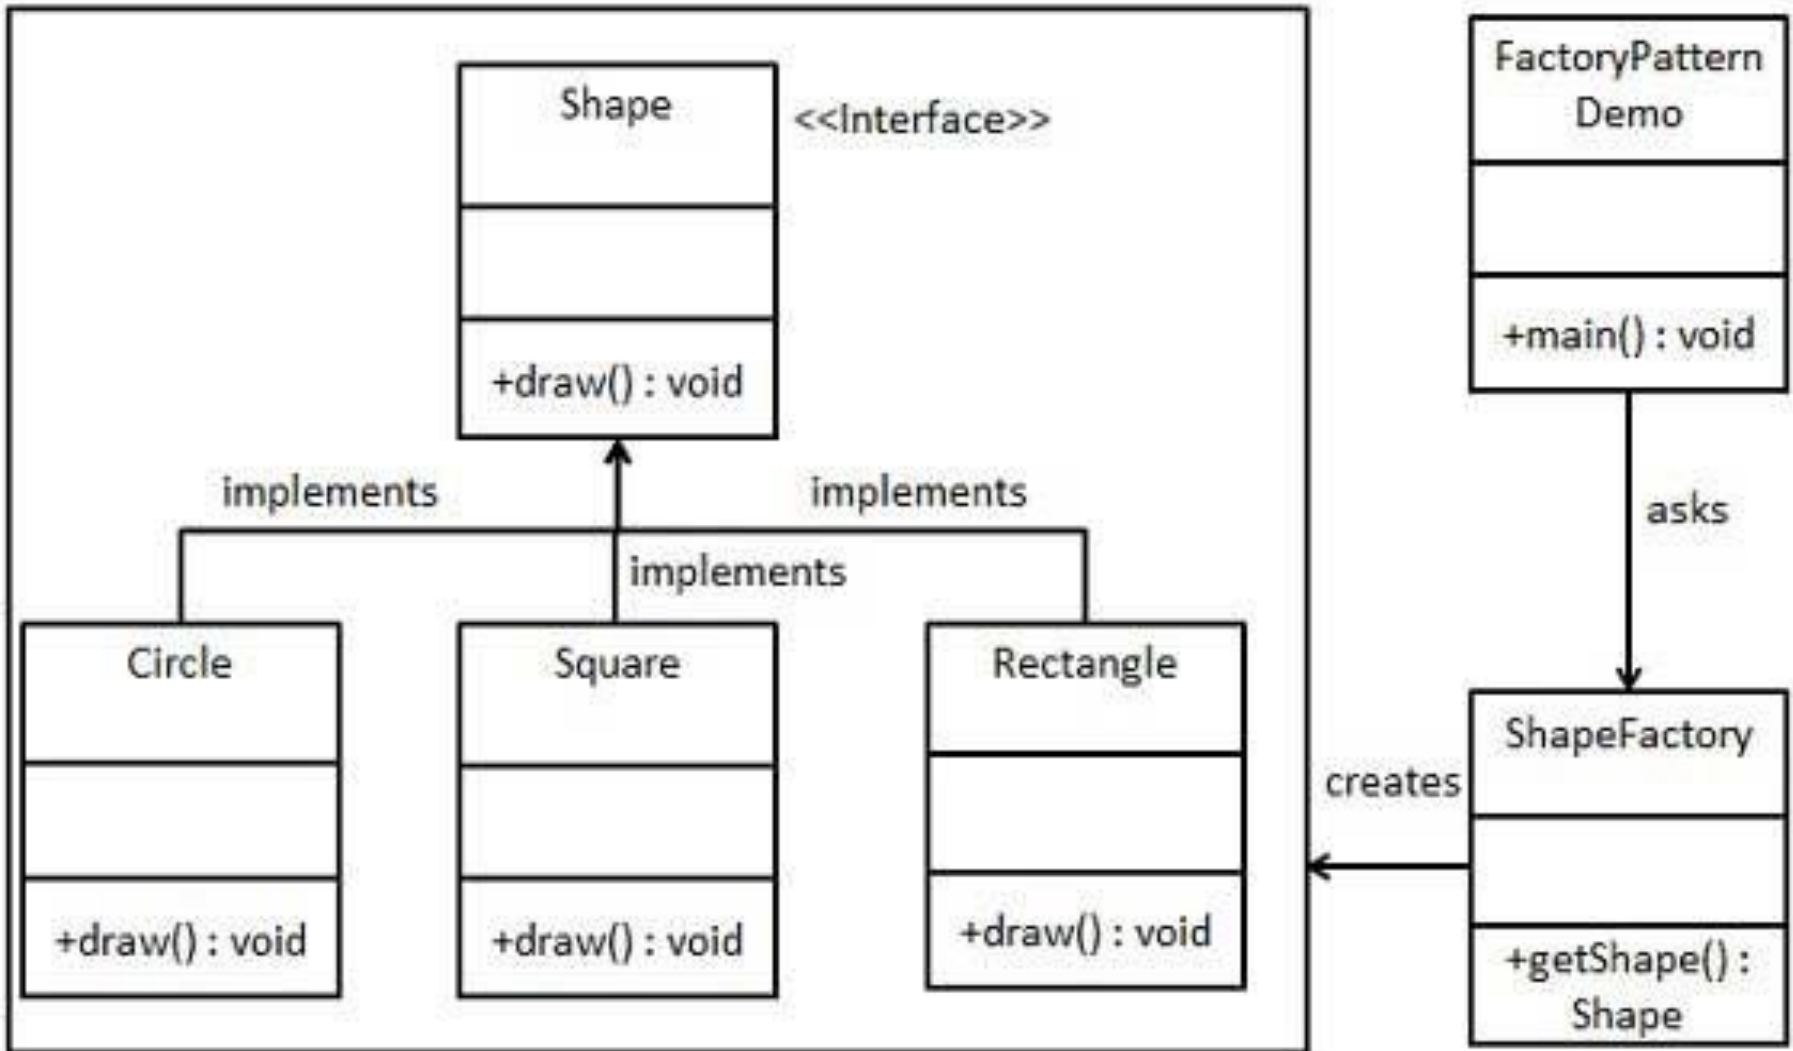 Shape
<<Interface>>
+draw() : void
implements
implements
implements
Circle
+draw() : void
Square
+draw() : void
Rectangle
+draw() : void
FactoryPattern
Demo
+main() : void
asks
ShapeFactory
+getShape() :
Shape
creates